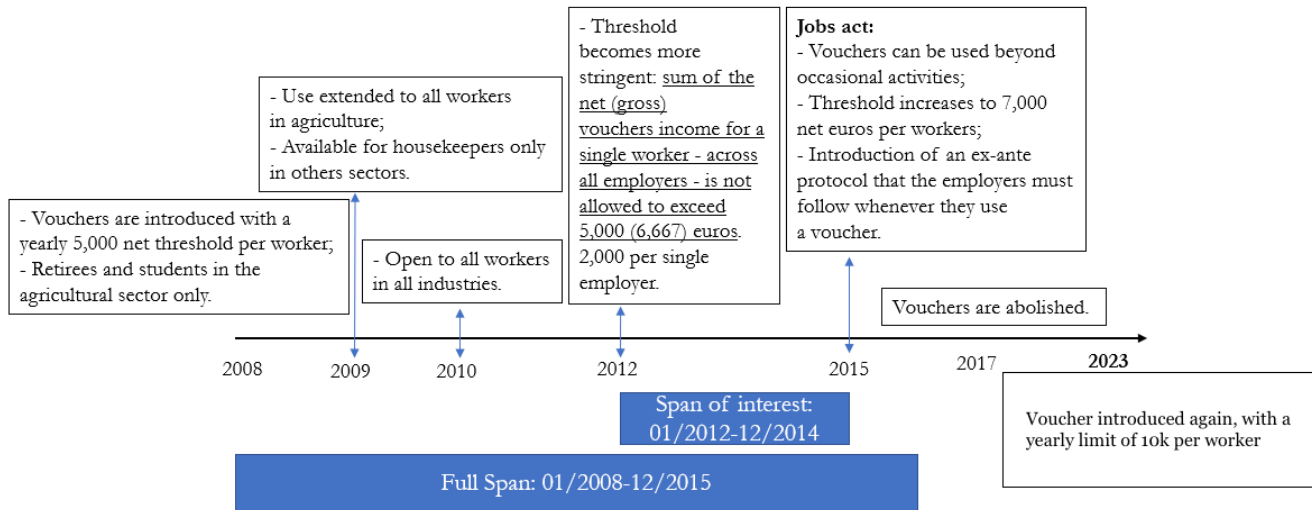 - Vouchers are introduced with a
yearly 5,000 net threshold per worker;
- Retirees and students in the
agricultural sector only.
- Use extended to all workers
in agriculture;
- Available for housekeepers only
in others sectors.
- Open to all workers
in all industries.
- Threshold
becomes more
stringent: sum of the
net (gross)
vouchers income for a
single worker - across
all employers - is not
allowed to exceed
5,000 (6,667) euros.
2,000 per single
employer.
Jobs act:
- Vouchers can be used beyond
occasional activities;
- Threshold increases to 7,000
net euros per workers;
- Introduction of an ex-ante
protocol that the employers must
follow whenever they use
a voucher.
Vouchers are abolished.
2008
2009
2010
2012
2015
2017
2023
Span of interest:
01/2012-12/2014
Voucher introduced again, with a
yearly limit of 10k per worker
Full Span: 01/2008-12/2015